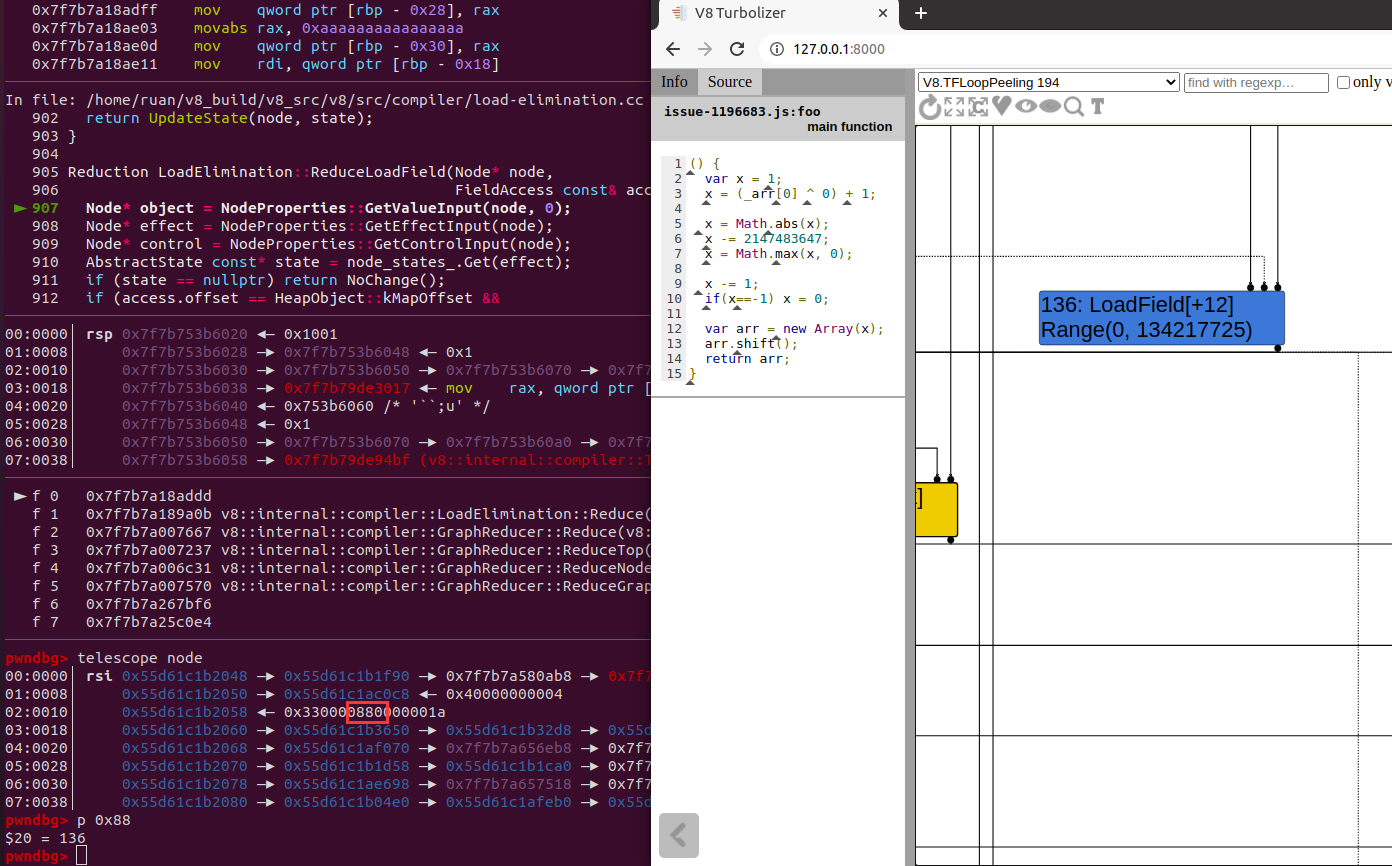 0x7f7b7a18adff mov qword ptr [rbp - 0x28], rax
0x7f7b7a18ae03 movabs rax, 0xaaaaaaaaaaaaaaaa
0x7f7b7a18ae0d mov qword ptr [rbp - 0x30], rax
0x7f7b7a18ae11 mov rdi, qword ptr [rbp - 0x18]
In file: /home/ruan/v8_build/v8_src/v8/src/compiler/load-elimination.cc
902 return UpdateState(node, state);
903 }
904
905 Reduction LoadElimination::ReduceLoadField(Node* node,
906 FieldAccess const& acc
► 907 Node* object = NodeProperties::GetValueInput(node, 0);
908 Node* effect = NodeProperties::GetEffectInput(node);
909 Node* control = NodeProperties::GetControlInput(node);
910 AbstractState const* state = node_states_.Get(effect);
911 if (state == nullptr) return NoChange();
912 if (access.offset == HeapObject::kMapOffset &&
00:0000│ rsp 0x7f7b753b6020 ◂— 0x1001
01:0008│ 0x7f7b753b6028 —▸ 0x7f7b753b6048 ◂— 0x1
02:0010│ 0x7f7b753b6030 —▸ 0x7f7b753b6050 —▸ 0x7f7b753b6070 —▸ 0x7f7
03:0018│ 0x7f7b753b6038 —▸ 0x7f7b79de3017 ◂— mov rax, qword ptr [
04:0020│ 0x7f7b753b6040 ◂— 0x753b6060 /* '``;u' */
05:0028│ 0x7f7b753b6048 ◂— 0x1
06:0030│ 0x7f7b753b6050 —▸ 0x7f7b753b6070 —▸ 0x7f7b753b60a0 —▸ 0x7f7
07:0038│ 0x7f7b753b6058 —▸ 0x7f7b79de94bf (v8::internal::compiler::
► f 0 0x7f7b7a18addd
f 1 0x7f7b7a189a0b v8::internal::compiler::LoadElimination::Reduce(
f 2 0x7f7b7a007667 v8::internal::compiler::GraphReducer::Reduce(v8:
f 3 0x7f7b7a007237 v8::internal::compiler::GraphReducer::ReduceTop(
f 4 0x7f7b7a006c31 v8::internal::compiler::GraphReducer::ReduceNode
f 5 0x7f7b7a007570 v8::internal::compiler::GraphReducer::ReduceGrap
f 6 0x7f7b7a267bf6
f 7 0x7f7b7a25c0e4
pwndbg> telescope node
00:0000│ rsi 0x55d61c1b2048 —▸ 0x55d61c1b1f90 —▸ 0x7f7b7a580ab8 —▸ 0x7f7
01:0008│ 0x55d61c1b2050 —▸ 0x55d61c1ac0c8 ◂— 0x40000000004
02:0010│ 0x55d61c1b2058 ◂— 0x330000880000001a
03:0018│ 0x55d61c1b2060 —▸ 0x55d61c1b3650 —▸ 0x55d61c1b32d8 —▸ 0x55d
04:0020│ 0x55d61c1b2068 —▸ 0x55d61c1af070 —▸ 0x7f7b7a656eb8 —▸ 0x7f7
05:0028│ 0x55d61c1b2070 —▸ 0x55d61c1b1d58 —▸ 0x55d61c1b1ca0 —▸ 0x7f7
06:0030│ 0x55d61c1b2078 —▸ 0x55d61c1ae698 —▸ 0x7f7b7a657518 —▸ 0x7f7
07:0038│ 0x55d61c1b2080 —▸ 0x55d61c1b04e0 —▸ 0x55d61c1afeb0 —▸ 0x55d
pwndbg> p 0x88
$20 = 136
pwndbg>
V8 Turbolizer
127.0.0.1:8000
Info Source
issue-1196683.js:foo
main function
1 () {
2 var x = 1;
3 x = (_arr[0] ^ 0) + 1;
4
5 x = Math.abs(x);
6 x -= 2147483647;
7 x = Math.max(x, 0);
8
9 x -= 1;
10 if(x==-1) x = 0;
11
12 var arr = new Array(x);
13 arr.shift();
14 return arr;
15 }
V8.TFLoopPeeling 194
find with regexp…
only v
T
136: LoadField[+12]
Range(0, 134217725)
]